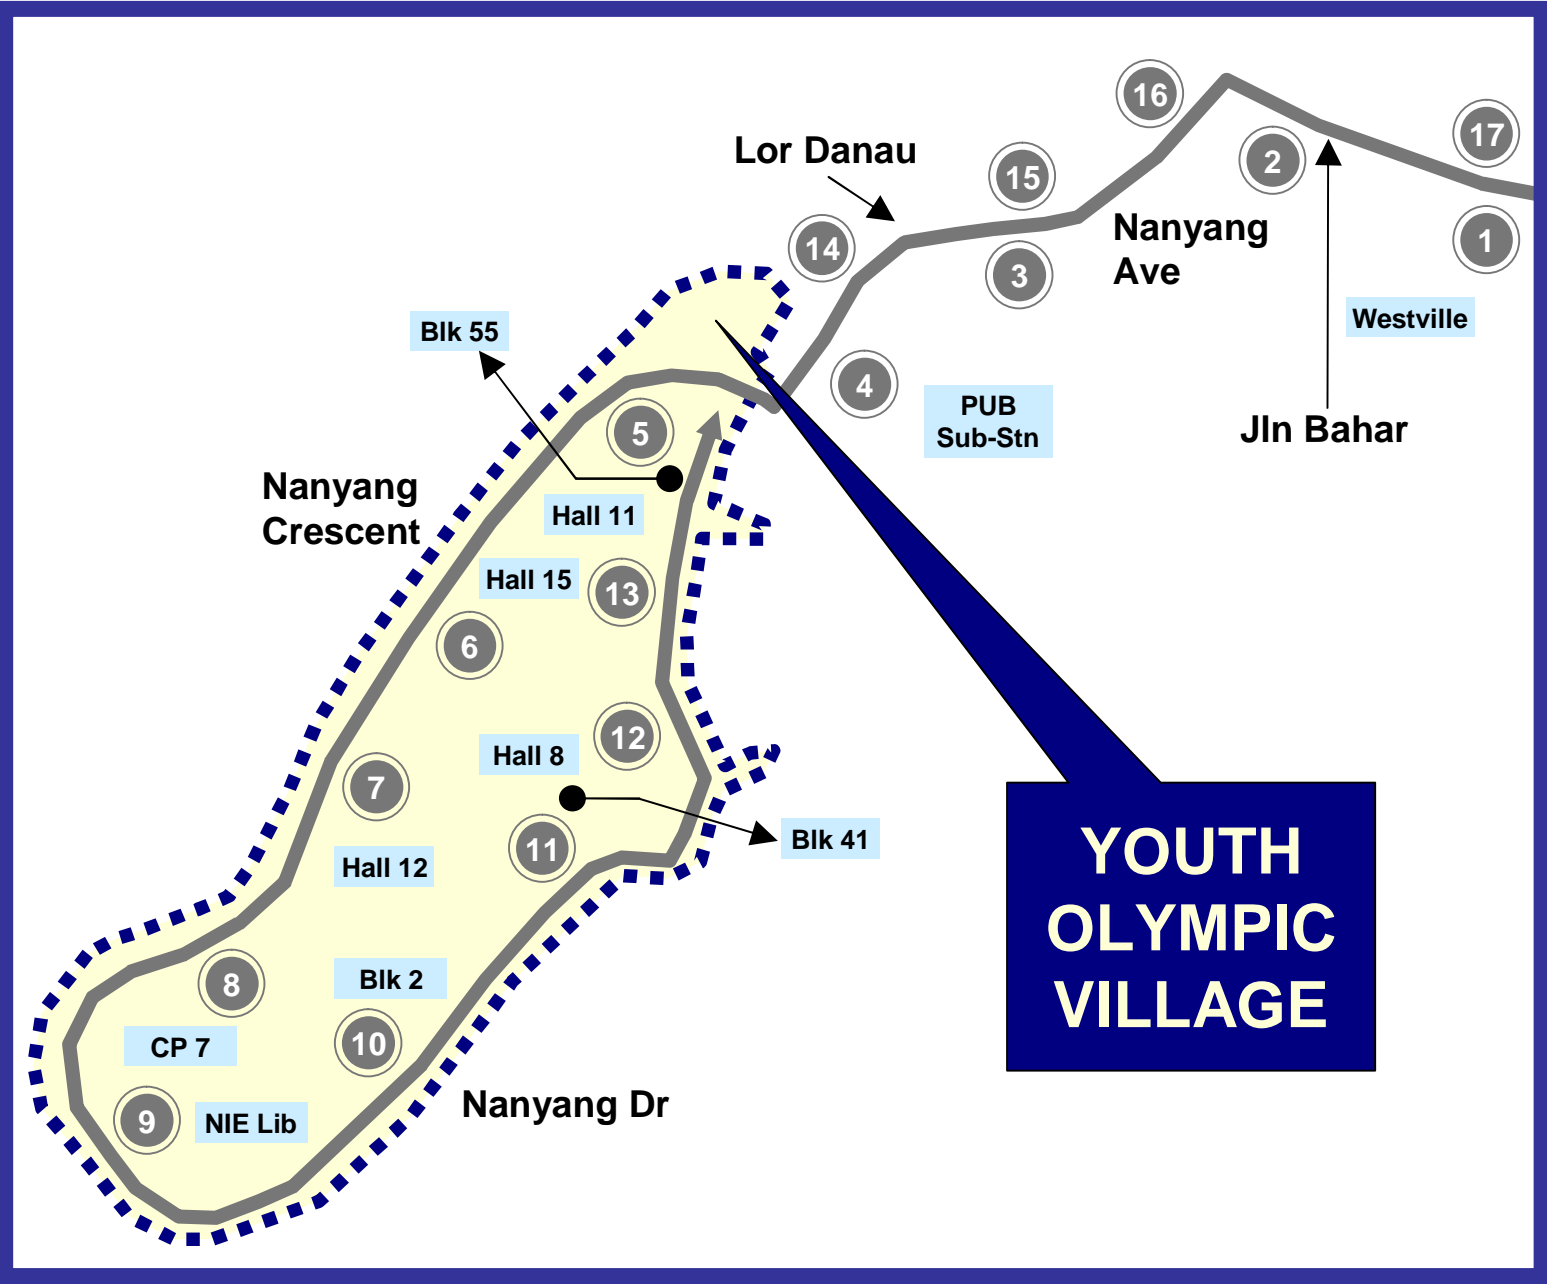 16
17
Lor Danau
2
15
Nanyang
Ave
1
14
3
Westville
Blk 55
4
PUB
Sub-Stn
Jln Bahar
5
Nanyang
Crescent
Hall 11
Hall 15
13
6
12
Hall 8
7
11
Blk 41
Hall 12
YOUTH
OLYMPIC
VILLAGE
8
Blk 2
CP 7
10
9
NIE Lib
Nanyang Dr